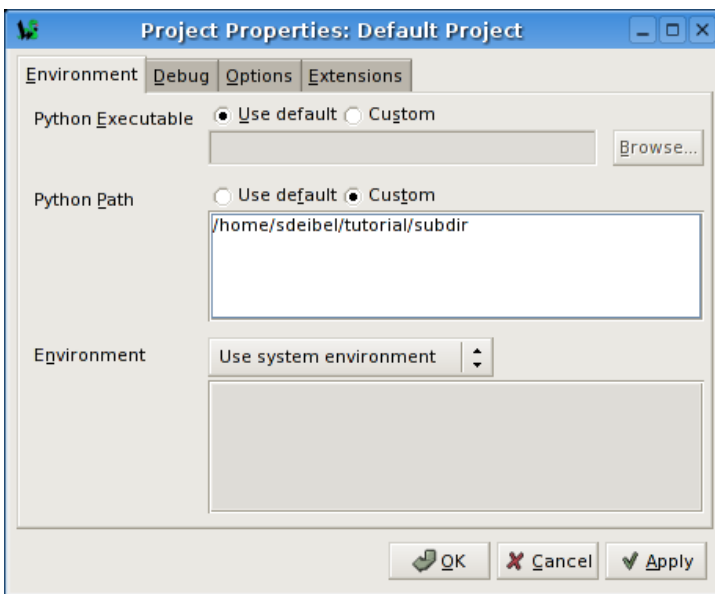 Project Properties: Default Project
Environment Debug Options Extensions
Python Executable Use default Custom
Browse...
Python Path Use default Custom
/home/sdeibel/tutorial/subdir
Environment Use system environment
OK Cancel Apply